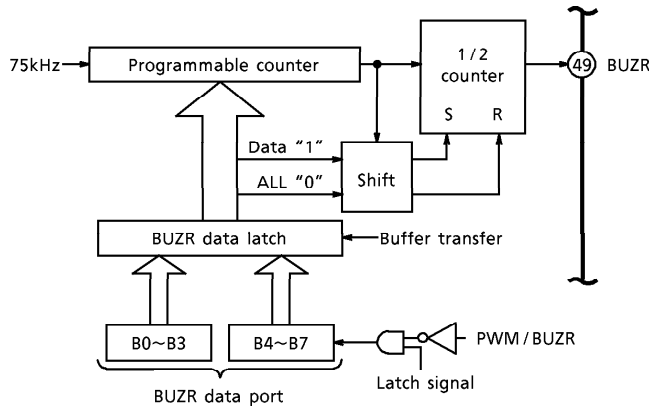 75kHz
Programmable counter
1/2
counter
S R
49
BUZR
Data "1"
ALL "0"
Shift
BUZR data latch
Buffer transfer
B0~B3
B4~B7
PWM/BUZR
Latch signal
BUZR data port